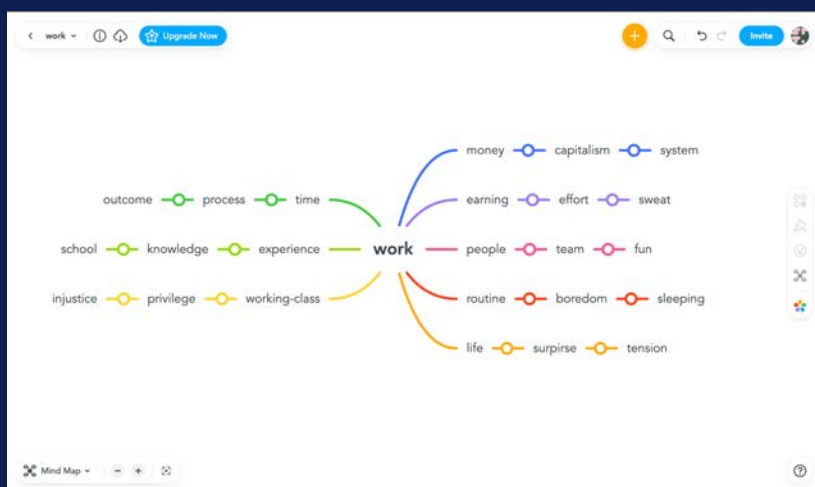 work
Upgrade Now
Invite
money capitalism system
outcome process time
earning effort sweat
school knowledge experience
work
people team fun
injustice privilege working-class
routine boredom sleeping
life surpirse tension
Mind Map